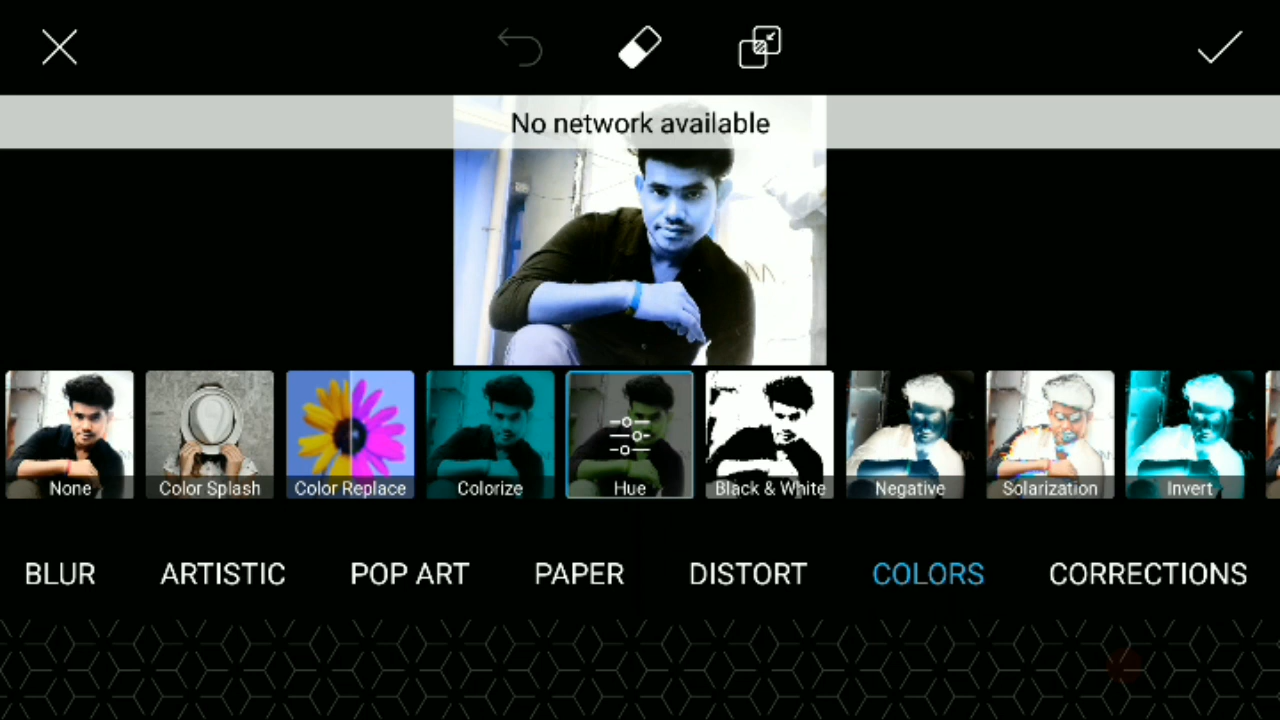 No network available
None
Color Splash
Color Replace
Colorize
Hue
Black & White
Negative
Solarization
Invert
BLUR
ARTISTIC
POP ART
PAPER
DISTORT
COLORS
CORRECTIONS